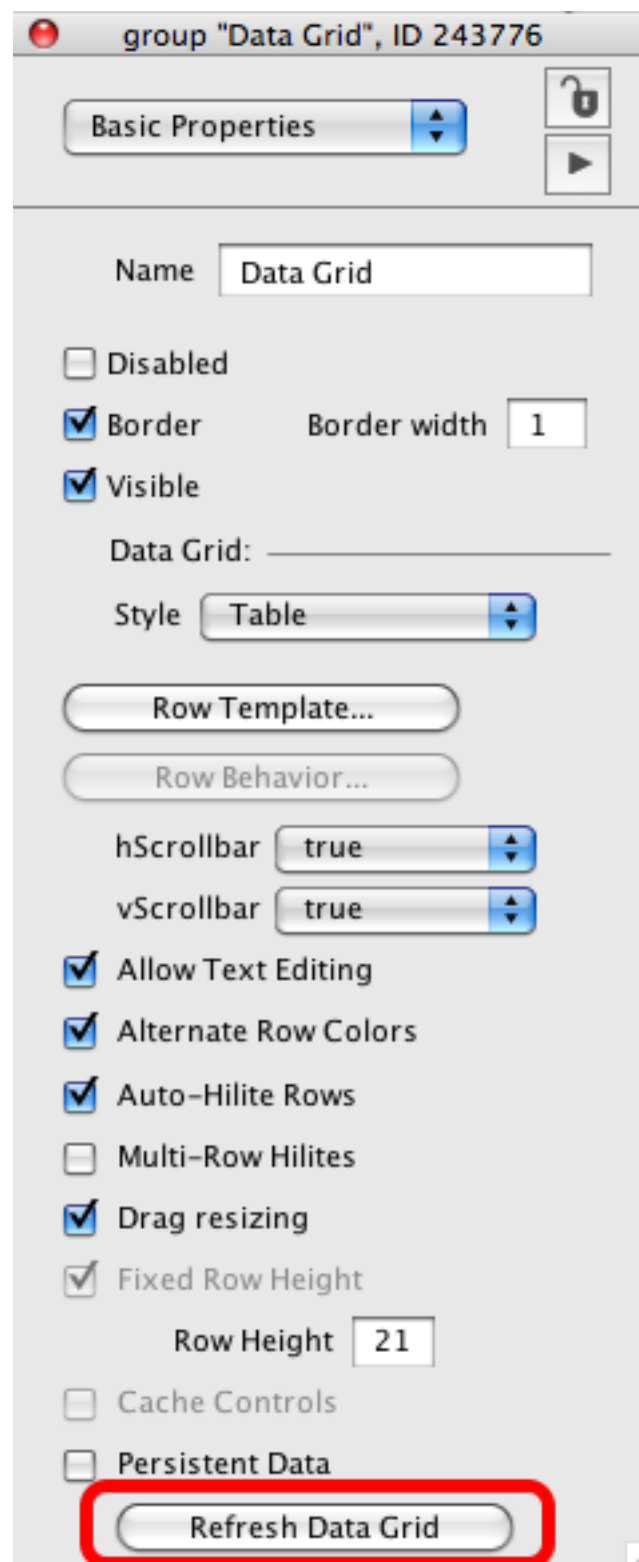 group "Data Grid", ID 243776
Basic Properties
Name Data Grid
Disabled
Border Border width 1
Visible
Data Grid:
Style Table
Row Template...
Row Behavior...
hScrollbar true
vScrollbar true
Allow Text Editing
Alternate Row Colors
Auto-Hilite Rows
Multi-Row Hilites
Drag resizing
Fixed Row Height
Row Height 21
Cache Controls
Persistent Data
Refresh Data Grid